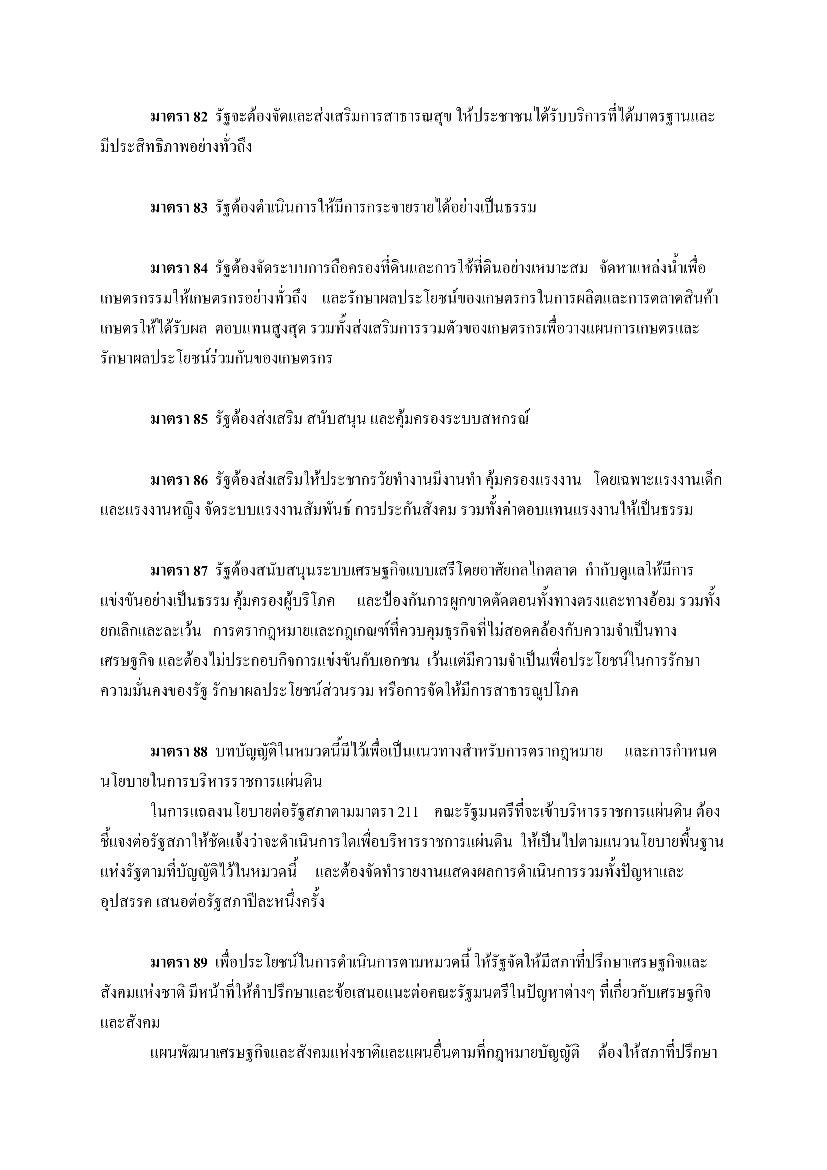 มาตรา 82 รัฐจะต้องจัดและส่งเสริมการสาธารณสุข ให้ประชาชนได้รับบริการที่ได้มาตรฐานและ
มีประสิทธิภาพอย่างทั่วถึง
มาตรา 83 รัฐต้องดำเนินการให้มีการกระจายรายได้อย่างเป็นธรรม
มาตรา 84 รัฐต้องจัดระบบการถือครองที่ดินและการใช้ที่ดินอย่างเหมาะสม จัดหาแหล่งน้ำเพื่อ
เกษตรกรรมให้เกษตรกรอย่างทั่วถึง และรักษาผลประโยชน์ของเกษตรกรในการผลิตและการตลาดสินค้า
เกษตรให้ได้รับผล ตอบแทนสูงสุด รวมทั้งส่งเสริมการรวมตัวของเกษตรกรเพื่อวางแผนการเกษตรและ
รักษาผลประโยชน์ร่วมกันของเกษตรกร
มาตรา 85 รัฐต้องส่งเสริม สนับสนุน และคุ้มครองระบบสหกรณ์
มาตรา 86 รัฐต้องส่งเสริมให้ประชากรวัยทำงานมีงานทำ คุ้มครองแรงงาน โดยเฉพาะแรงงานเด็ก
และแรงงานหญิง จัดระบบแรงงานสัมพันธ์ การประกันสังคม รวมทั้งค่าตอบแทนแรงงานให้เป็นธรรม
มาตรา 87 รัฐต้องสนับสนุนระบบเศรษฐกิจแบบเสรีโดยอาศัยกลไกตลาด กำกับดูแลให้มีการ
แข่งขันอย่างเป็นธรรม คุ้มครองผู้บริโภค และป้องกันการผูกขาดตัดตอนทั้งทางตรงและทางอ้อม รวมทั้ง
ยกเลิกและละเว้น การตรากฎหมายและกฎเกณฑ์ที่ควบคุมธุรกิจที่ไม่สอดคล้องกับความจำเป็นทาง
เศรษฐกิจ และต้องไม่ประกอบกิจการแข่งขันกับเอกชน เว้นแต่มีความจำเป็นเพื่อประโยชน์ในการรักษา
ความมั่นคงของรัฐ รักษาผลประโยชน์ส่วนรวม หรือการจัดให้มีการสาธารณูปโภค
มาตรา 88 บทบัญญัติในหมวดนี้มีไว้เพื่อเป็นแนวทางสำหรับการตรากฎหมาย และการกำหนด
นโยบายในการบริหารราชการแผ่นดิน
ในการแถลงนโยบายต่อรัฐสภาตามมาตรา 211 คณะรัฐมนตรีที่จะเข้าบริหารราชการแผ่นดิน ต้อง
ชี้แจงต่อรัฐสภาให้ชัดแจ้งว่าจะดำเนินการใดเพื่อบริหารราชการแผ่นดิน ให้เป็นไปตามแนวนโยบายพื้นฐาน
แห่งรัฐตามที่บัญญัติไว้ในหมวดนี้ และต้องจัดทำรายงานแสดงผลการดำเนินการรวมทั้งปัญหาและ
อุปสรรค เสนอต่อรัฐสภาปีละหนึ่งครั้ง
มาตรา 89 เพื่อประโยชน์ในการดำเนินการตามหมวดนี้ ให้รัฐจัดให้มีสภาที่ปรึกษาเศรษฐกิจและ
สังคมแห่งชาติ มีหน้าที่ให้คำปรึกษาและข้อเสนอแนะต่อคณะรัฐมนตรีในปัญหาต่างๆ ที่เกี่ยวกับเศรษฐกิจ
และสังคม
แผนพัฒนาเศรษฐกิจและสังคมแห่งชาติและแผนอื่นตามที่กฎหมายบัญญัติ ต้องให้สภาที่ปรึกษา